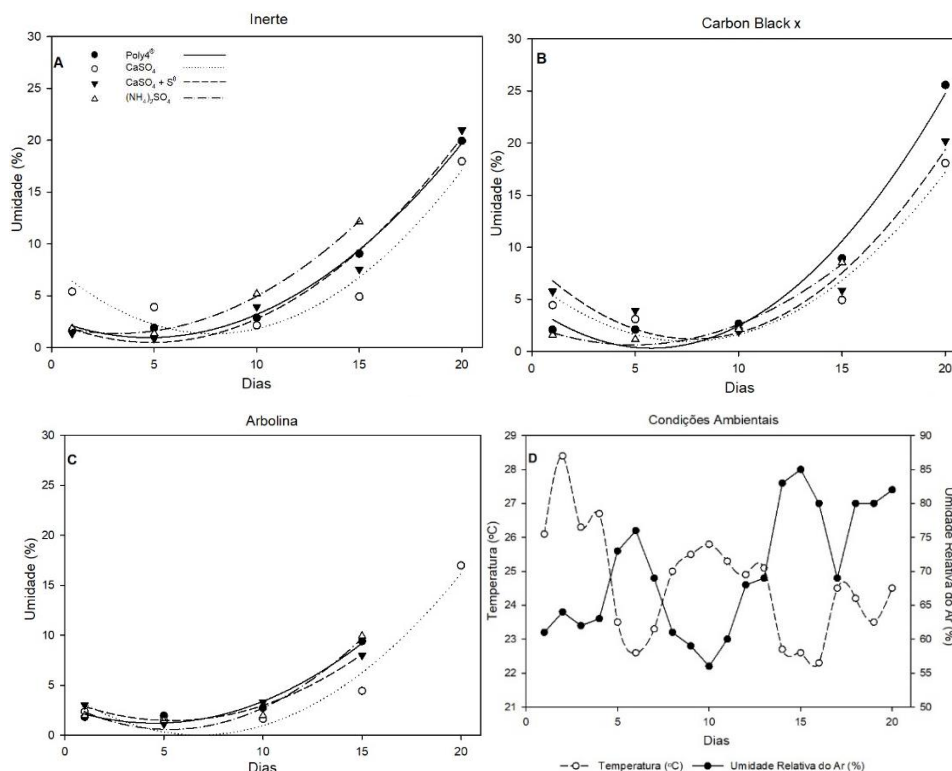 Inerte
A
Poly4®
CaSO4
CaSO4 + S0
(NH4)2SO4
Umidade (%)
30
25
20
15
10
5
0
0 5 10 15 20
Dias
Carbon Black x
B
Umidade (%)
30
25
20
15
10
5
0
0 5 10 15 20
Dias
Arbolina
C
Umidade (%)
30
25
20
15
10
5
0
0 5 10 15 20
Dias
Condições Ambientais
D
Temperatura (ºC)
29
28
27
26
25
24
23
22
21
Umidade Relativa do Ar (%)
90
85
80
75
70
65
60
55
50
0 5 10 15 20
Dias
Temperatura (ºC) Umidade Relativa do Ar (%)